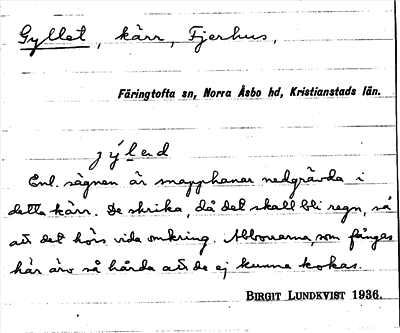 Gyllet, kärr, Fjerhus,
Färingtofta sn, Norra Åsbo hd, Kristianstads län.
Enl. sägnen är snapphanar nedgrävda i
detta kärr. De skrika, då det skall bli regn, så
att det hörs vida omkring. Abborrarna, som fångas
här äro så hårda att de ej kunna kokas.
BIRGIT LUNDKVIST 1936.